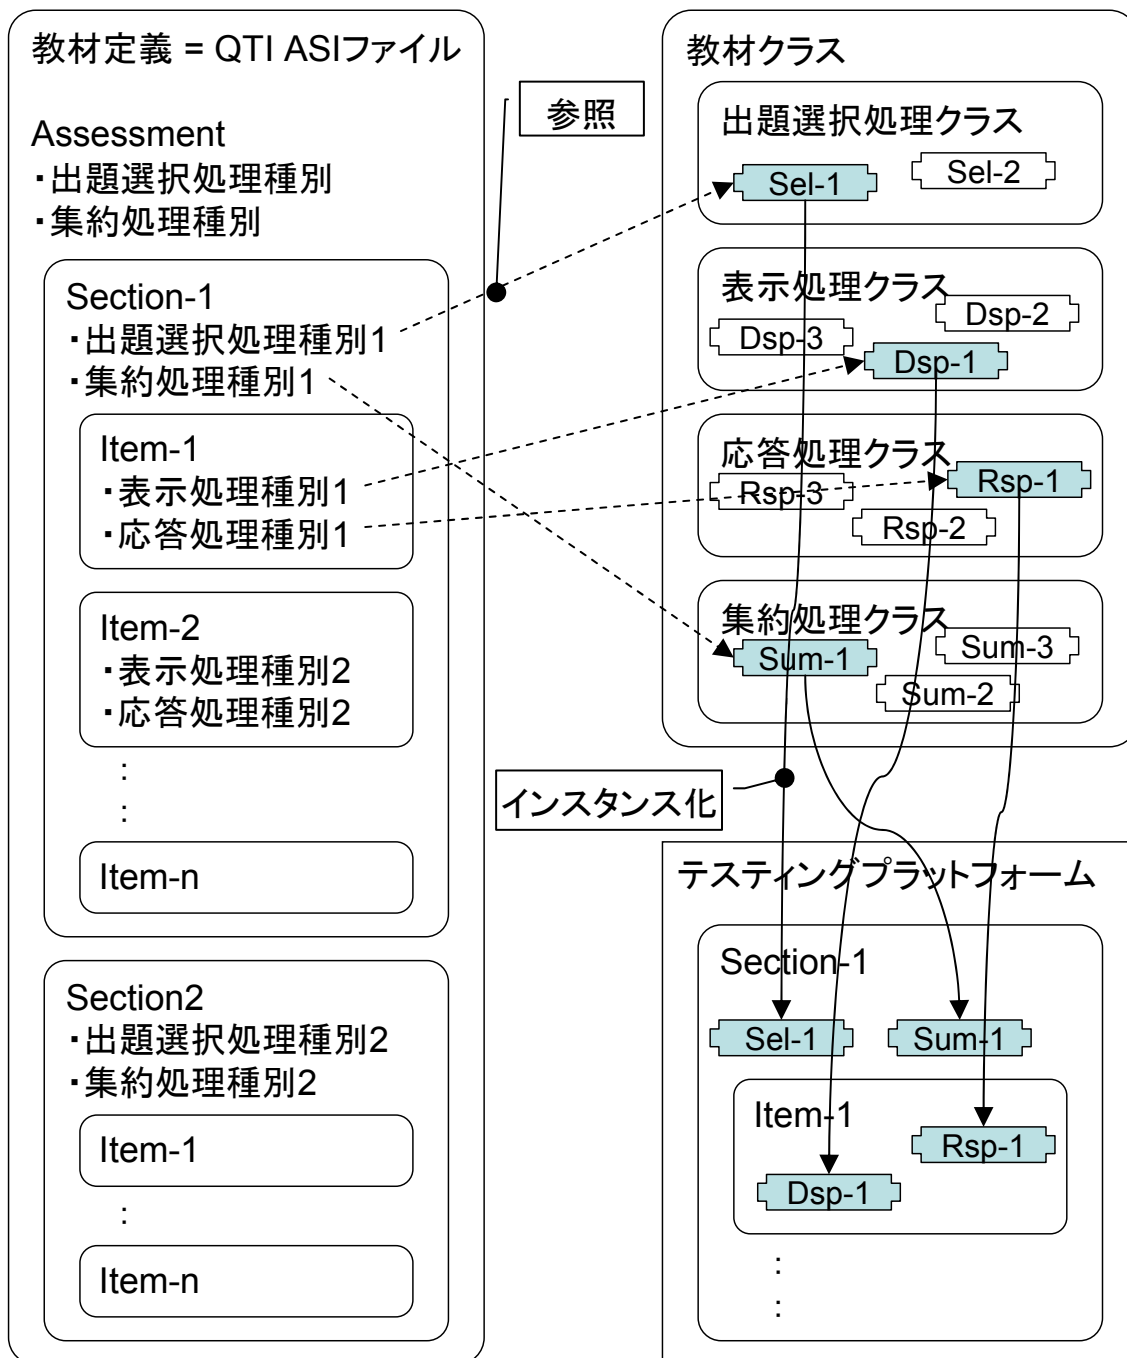 教材定義 = QTI ASIファイル
Assessment
・出題選択処理種別
・集約処理種別
Section-1
・出題選択処理種別1
・集約処理種別1
Item-1
・表示処理種別1
・応答処理種別1
Item-2
・表示処理種別2
・応答処理種別2
:
:
Item-n
Section2
・出題選択処理種別2
・集約処理種別2
Item-1
:
Item-n
参照
インスタンス化
教材クラス
出題選択処理クラス
Sel-1
Sel-2
表示処理クラス
Dsp-2
Dsp-3
Dsp-1
応答処理クラス
Rsp-3
Rsp-1
Rsp-2
集約処理クラス
Sum-1
Sum-3
Sum-2
テスティングプラットフォーム
Section-1
Sel-1
Sum-1
Item-1
Rsp-1
Dsp-1
:
: